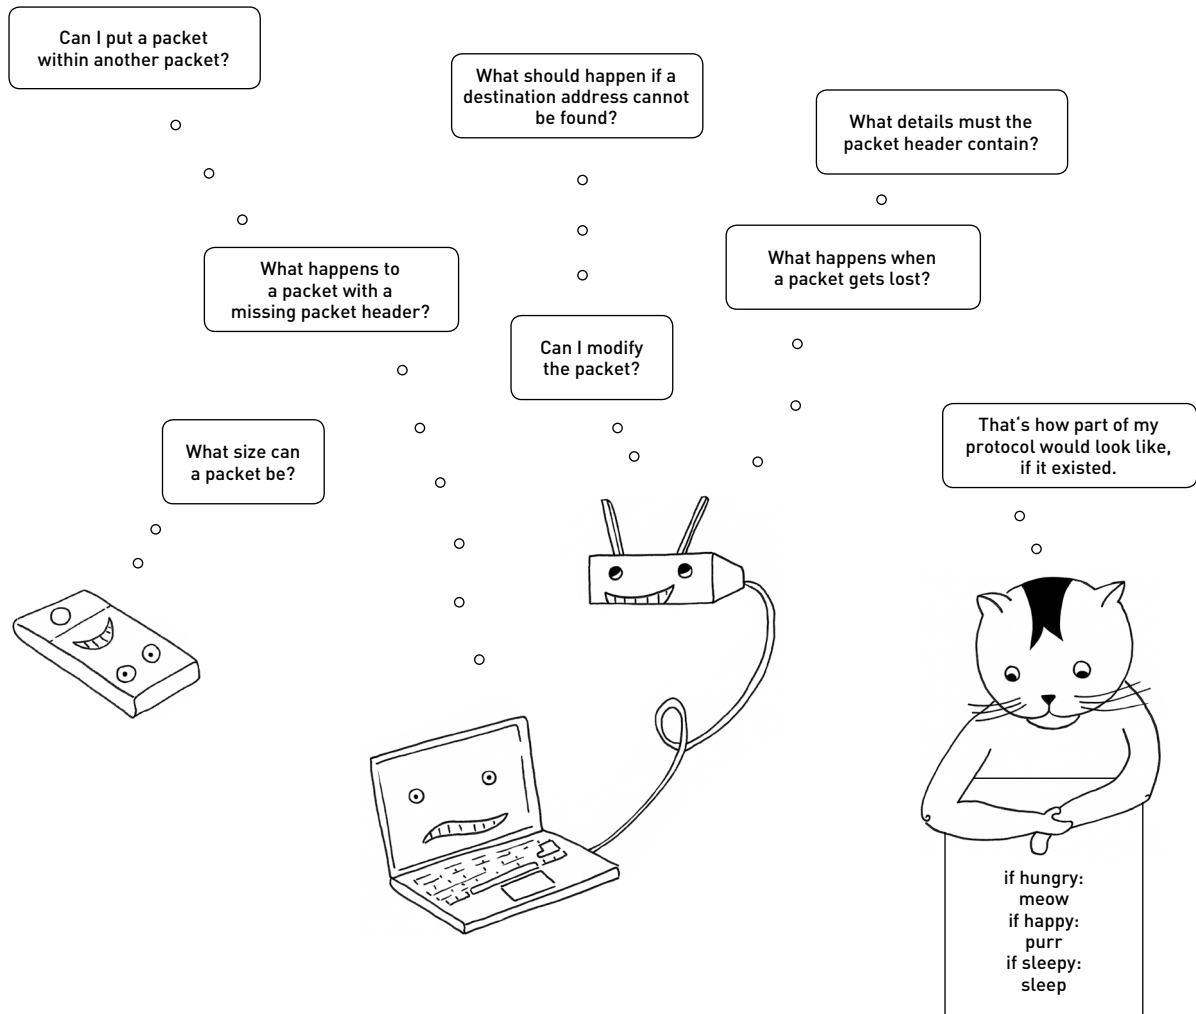 Can I put a packet
within another packet?
What should happen if a
destination address cannot
be found?
What details must the
packet header contain?
What happens to
a packet with a
missing packet header?
What happens when
a packet gets lost?
Can I modify
the packet?
What size can
a packet be?
That‘s how part of my
protocol would look like,
if it existed.
if hungry:
meow
if happy:
purr
if sleepy:
sleep